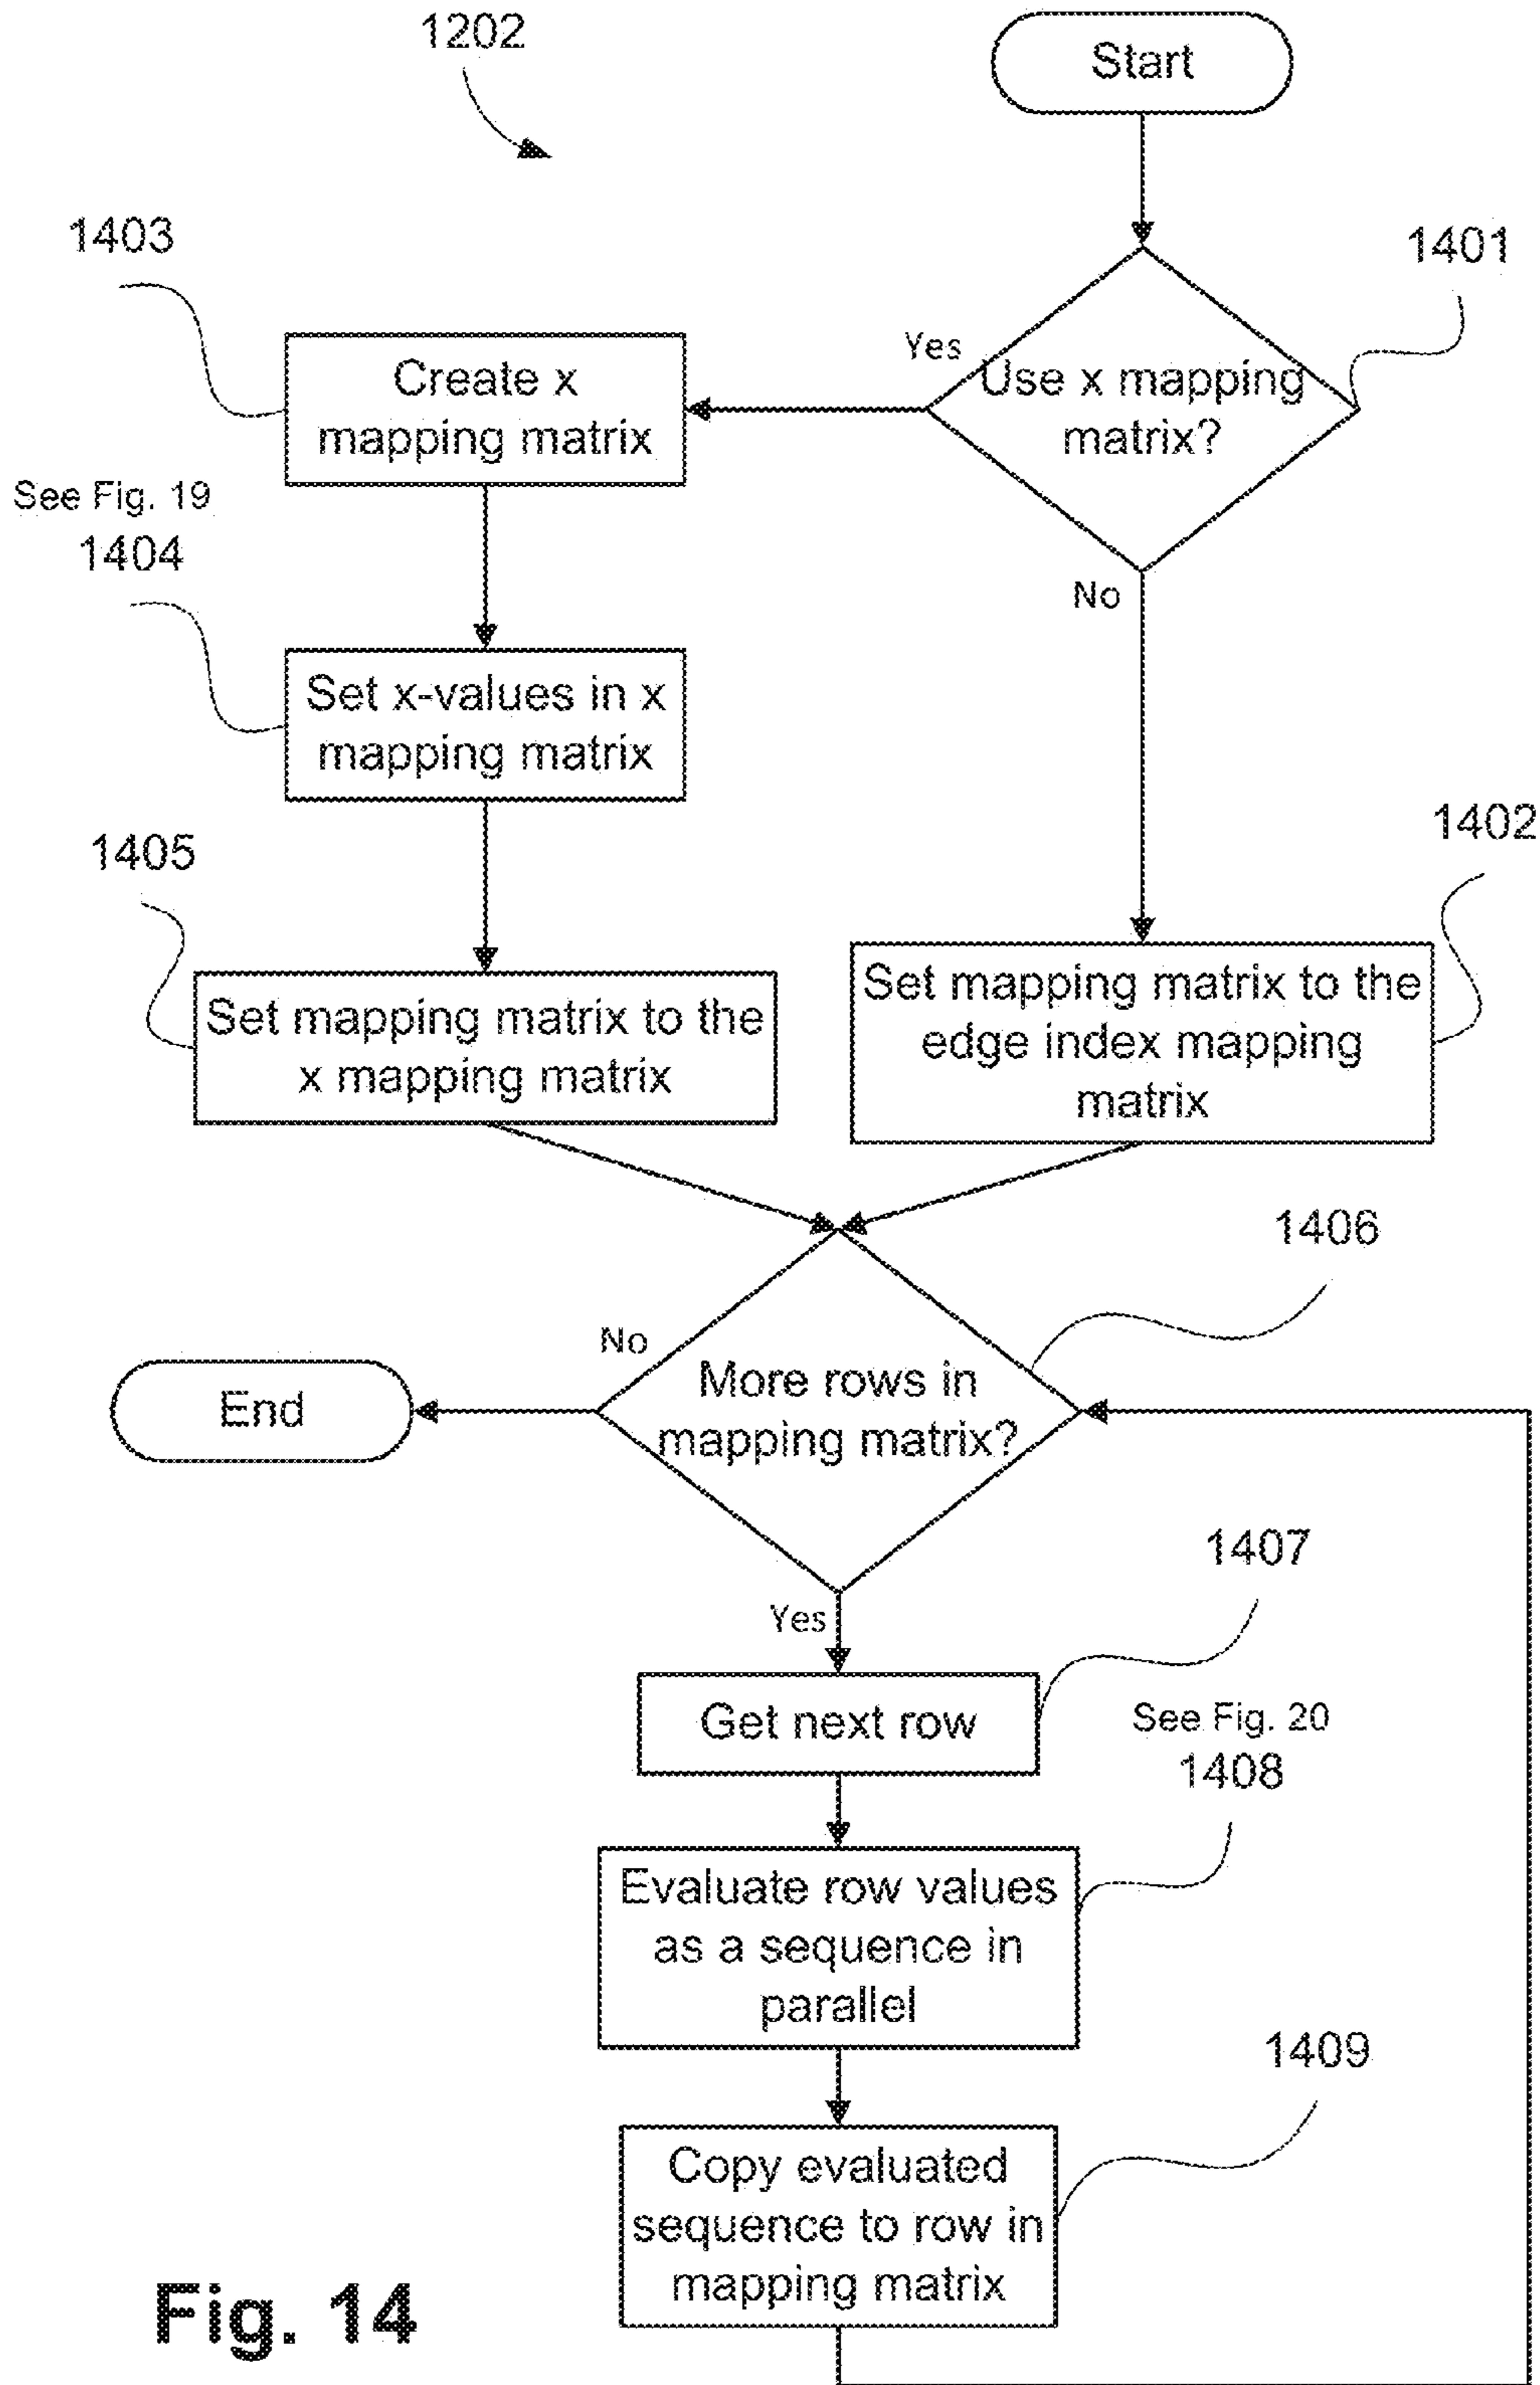 1202
Start
1403
1401
Yes
Create x
mapping matrix
Use x mapping
matrix?
See Fig. 19
1404
No
Set x-values in x
mapping matrix
1405
1402
Set mapping matrix to the
x mapping matrix
Set mapping matrix to the
edge index mapping
matrix
1406
No
End
More rows in
mapping matrix?
1407
Yes
Get next row
See Fig. 20
1408
Evaluate row values
as a sequence in
parallel
1409
Copy evaluated
sequence to row in
mapping matrix
Fig. 14